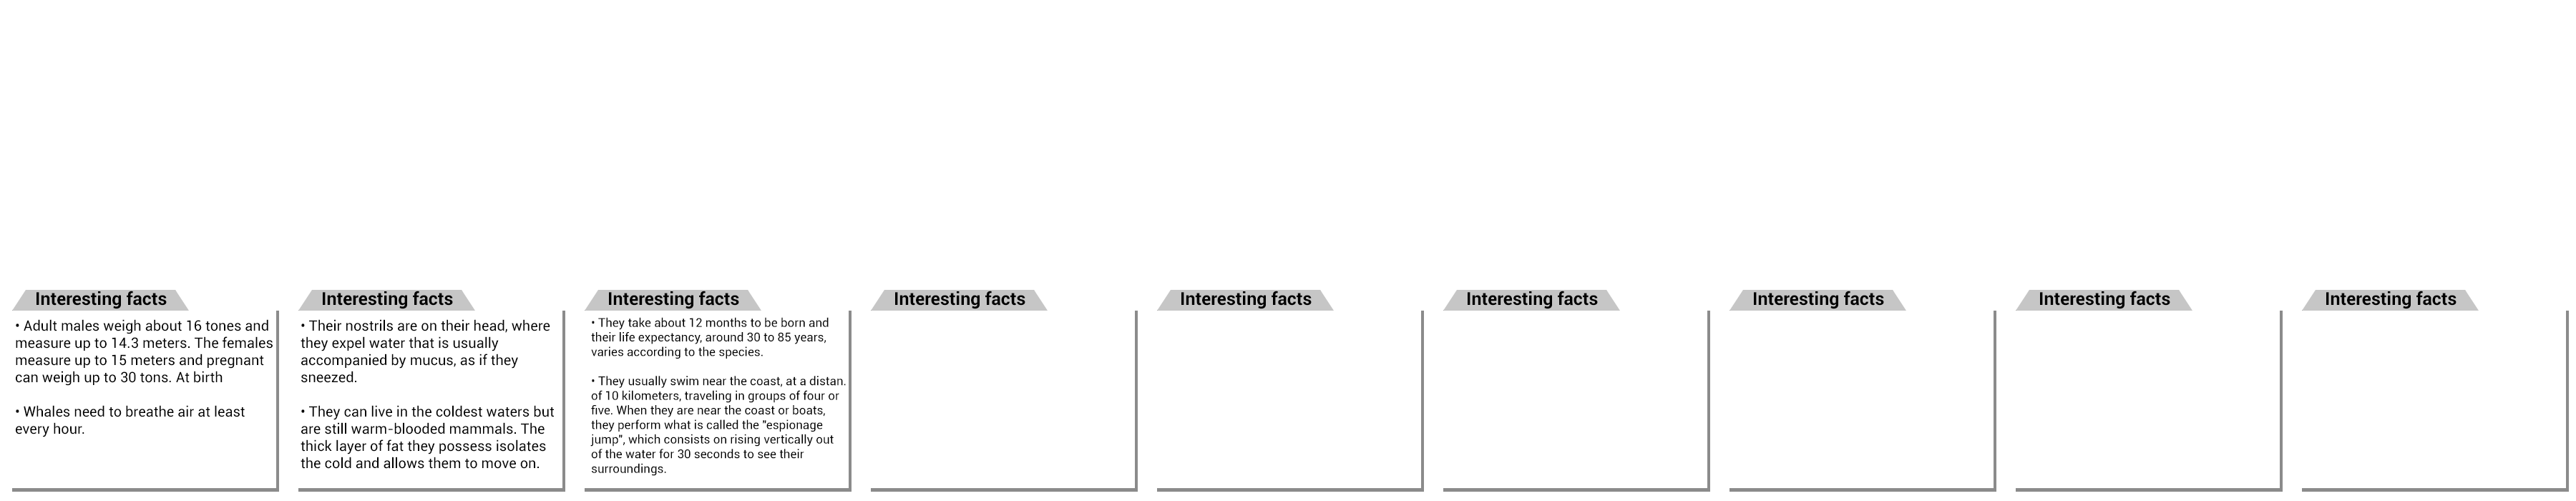 Interesting facts
• Adult males weigh about 16 tones and
measure up to 14.3 meters. The females
measure up to 15 meters and pregnant
can weigh up to 30 tons. At birth
• Whales need to breathe air at least
every hour.
Interesting facts
• Their nostrils are on their head, where
they expel water that is usually
accompanied by mucus, as if they
sneezed.
• They can live in the coldest waters but
are still warm-blooded mammals. The
thick layer of fat they possess isolates
the cold and allows them to move on.
Interesting facts
• They take about 12 months to be born and
their life expectancy, around 30 to 85 years,
varies according to the species.
• They usually swim near the coast, at a distan.
of 10 kilometers, traveling in groups of four or
five. When they are near the coast or boats,
they perform what is called the "espionage
jump", which consists on rising vertically out
of the water for 30 seconds to see their
surroundings.
Interesting facts
Interesting facts
Interesting facts
Interesting facts
Interesting facts
Interesting facts